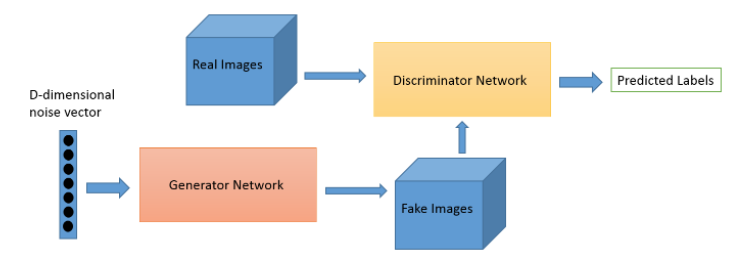 Real Images
Discriminator Network
Predicted Labels
D-dimensional
noise vector
Generator Network
Fake Images